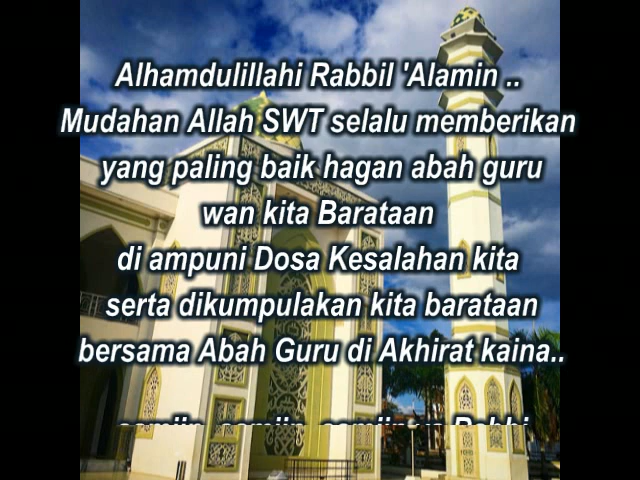 Alhamdulillahi Rabbil 'Alamin ..
Mudahan Allah SWT selalu memberikan
yang paling baik hagan abah guru
wan kita Barataan
di ampuni Dosa Kesalahan kita
serta dikumpulakan kita barataan
bersama Abah Guru di Akhirat kaina..